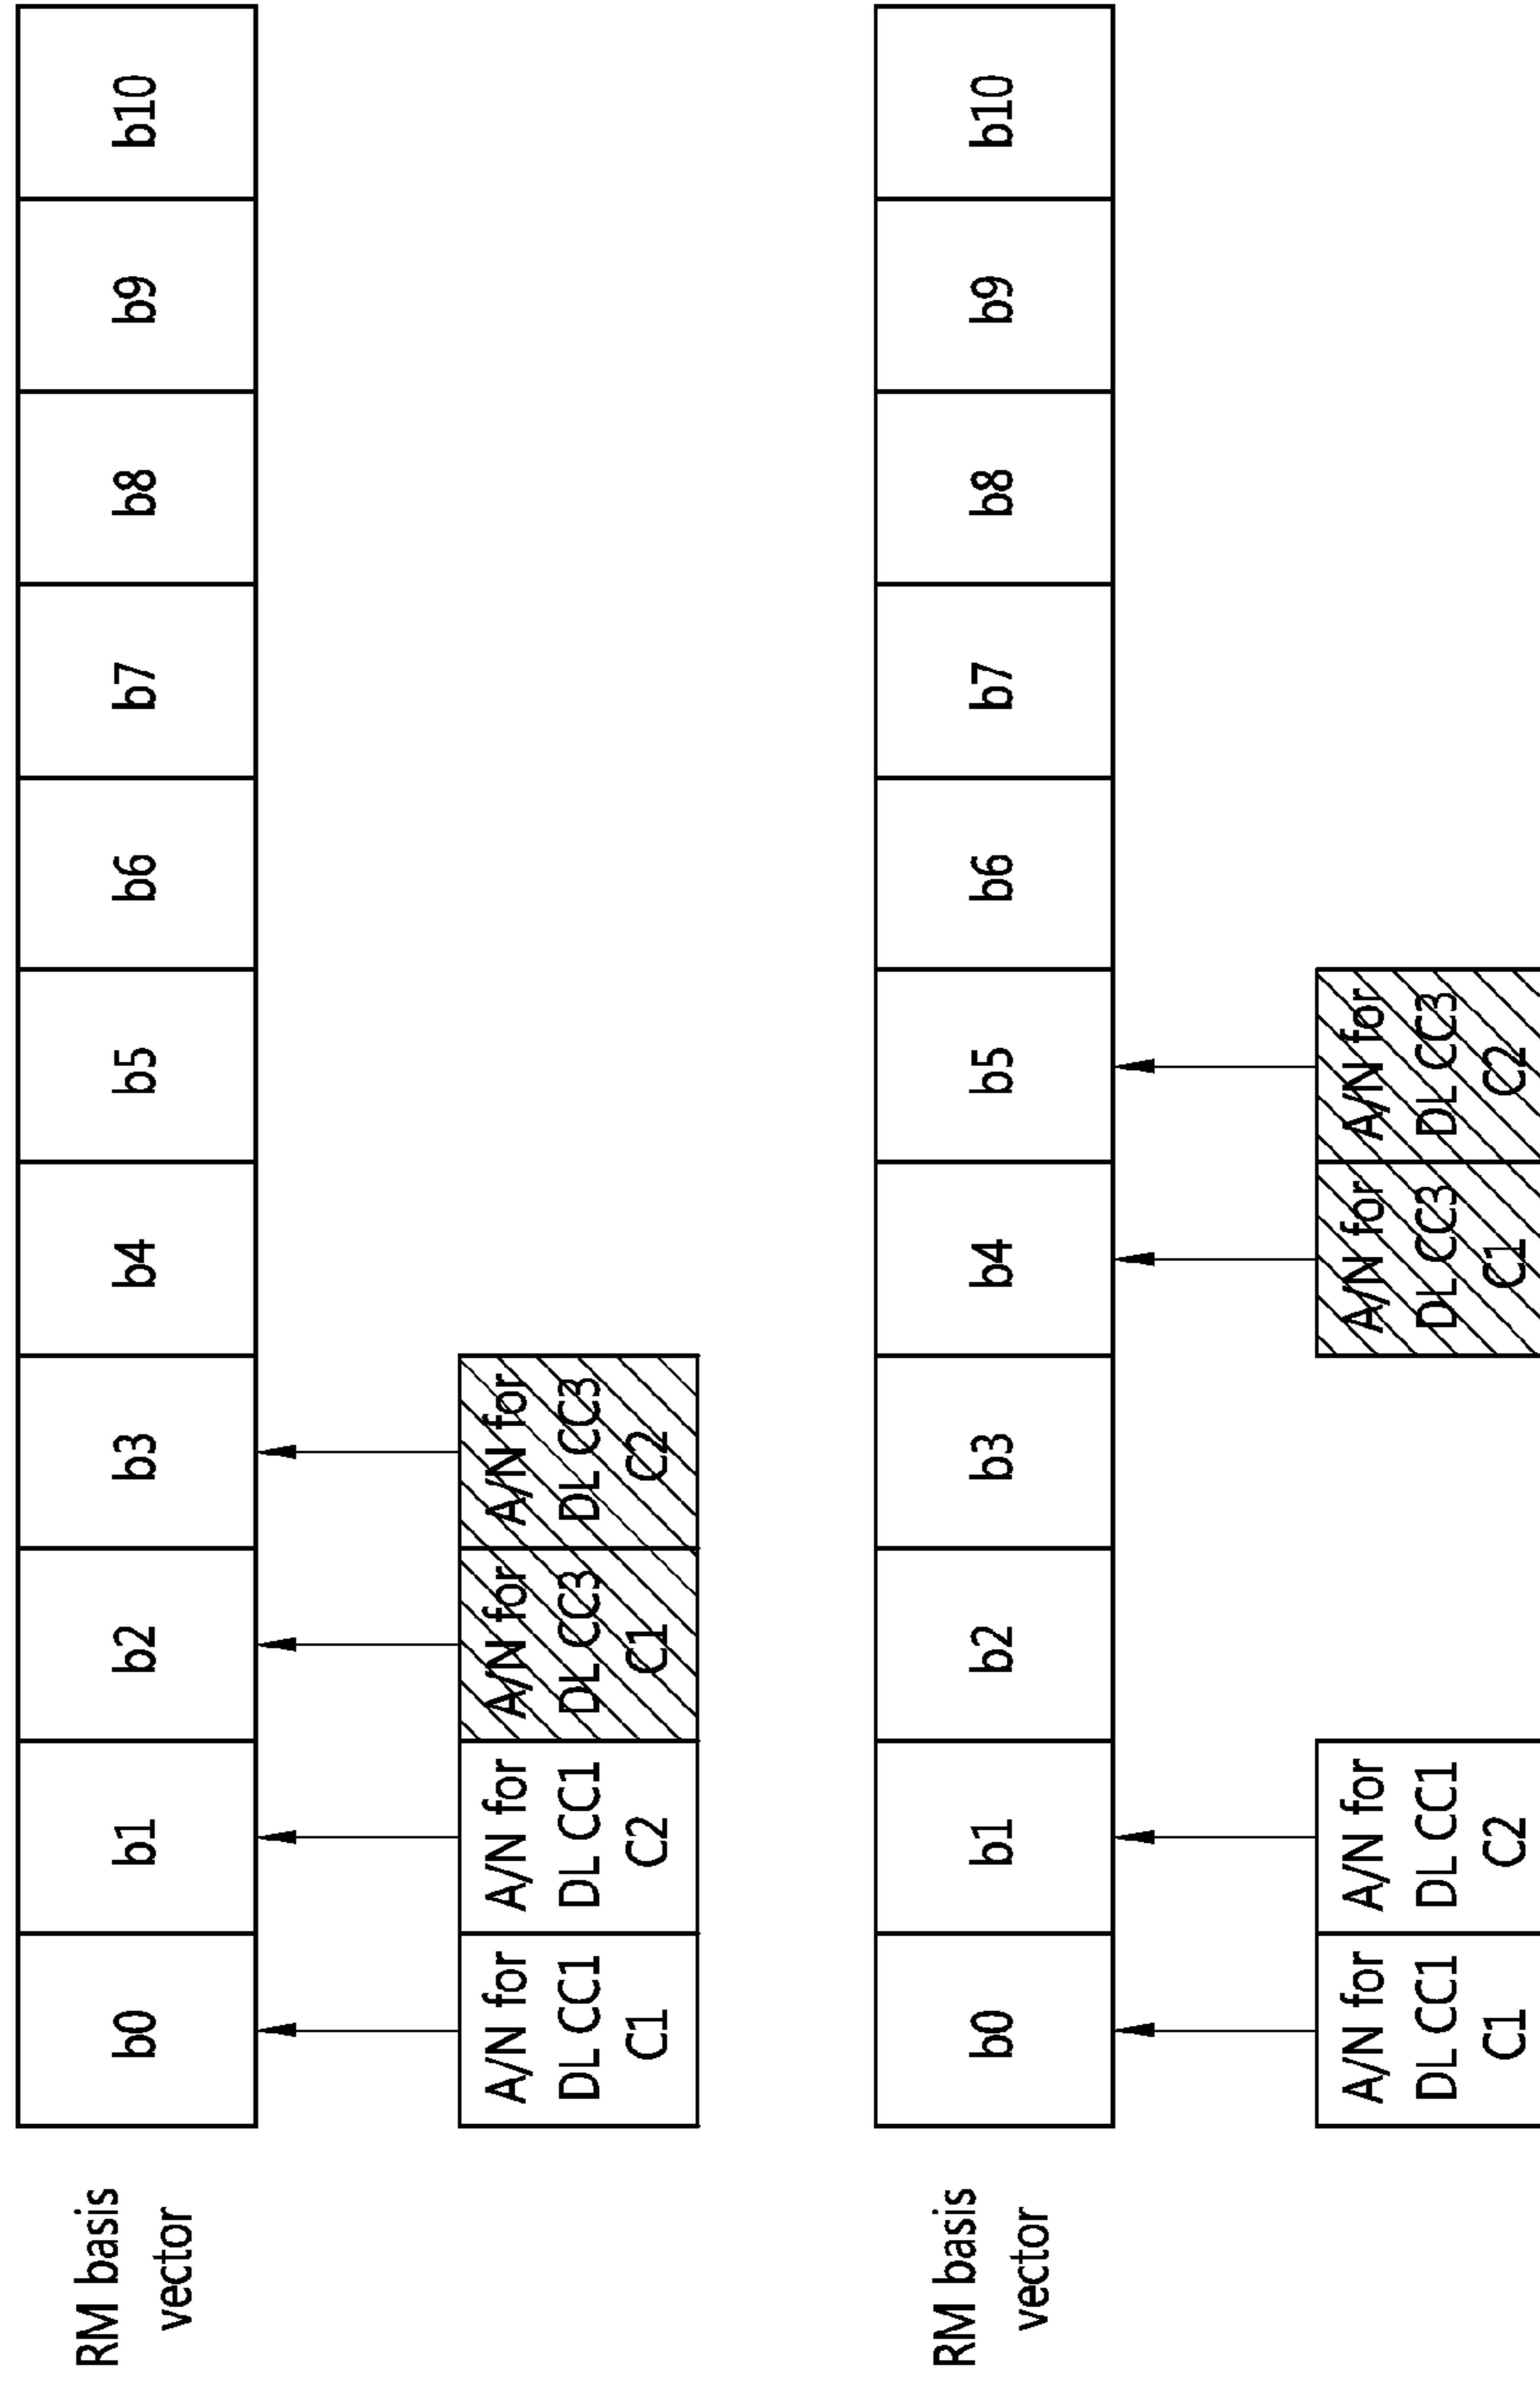 RM basis
vector
b0
b1
b2
b3
b4
b5
b6
b7
b8
b9
b10
A/N for
DL CC1
C1
A/N for
DL CC1
C2
A/N for
DL CC3
C1
A/N for
DL CC3
C2
RM basis
vector
b0
b1
b2
b3
b4
b5
b6
b7
b8
b9
b10
A/N for
DL CC1
C1
A/N for
DL CC1
C2
A/N for
DL CC3
C1
A/N for
DL CC3
C2